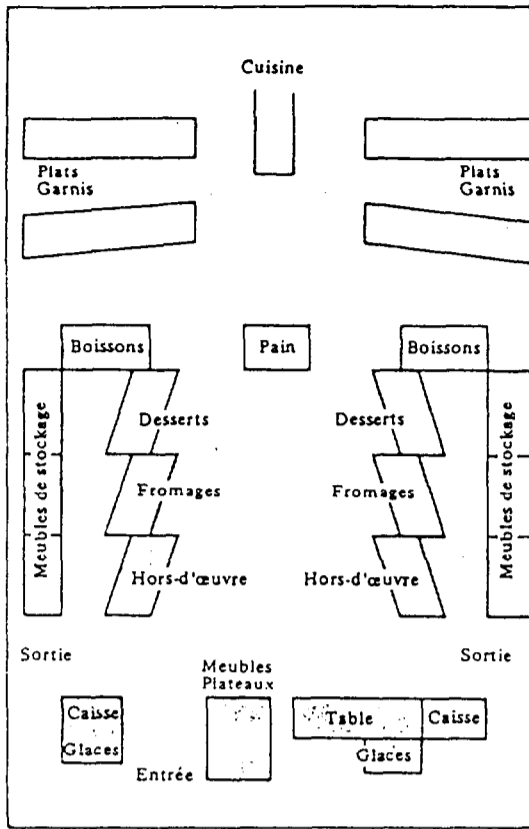 Cuisine
Plats
Garnis
Plats
Garnis
Boissons
Pain
Boissons
Meubles de stockage
Desserts
Desserts
Meubles de stockage
Fromages
Fromages
Hors-d'œuvre
Hors-d'œuvre
Sortie
Sortie
Meubles
Plateaux
Caisse
Glaces
Table
Caisse
Glaces
Entrée